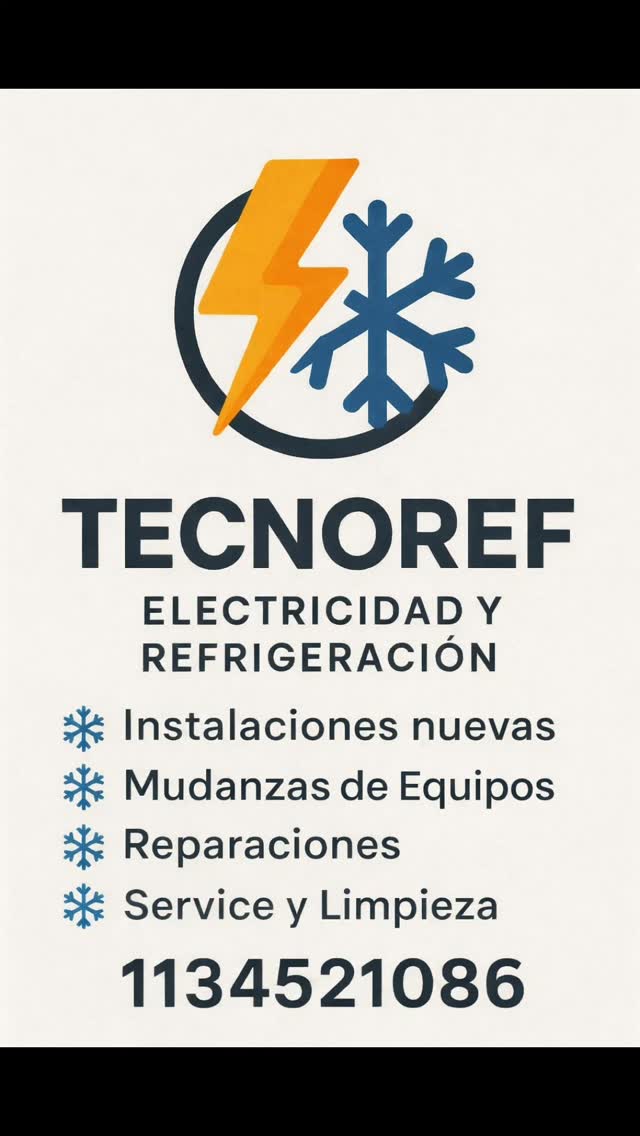 TECNOREF
ELECTRICIDAD Y
REFRIGERACIÓN
Instalaciones nuevas
Mudanzas de Equipos
Reparaciones
Service y Limpieza
1134521086